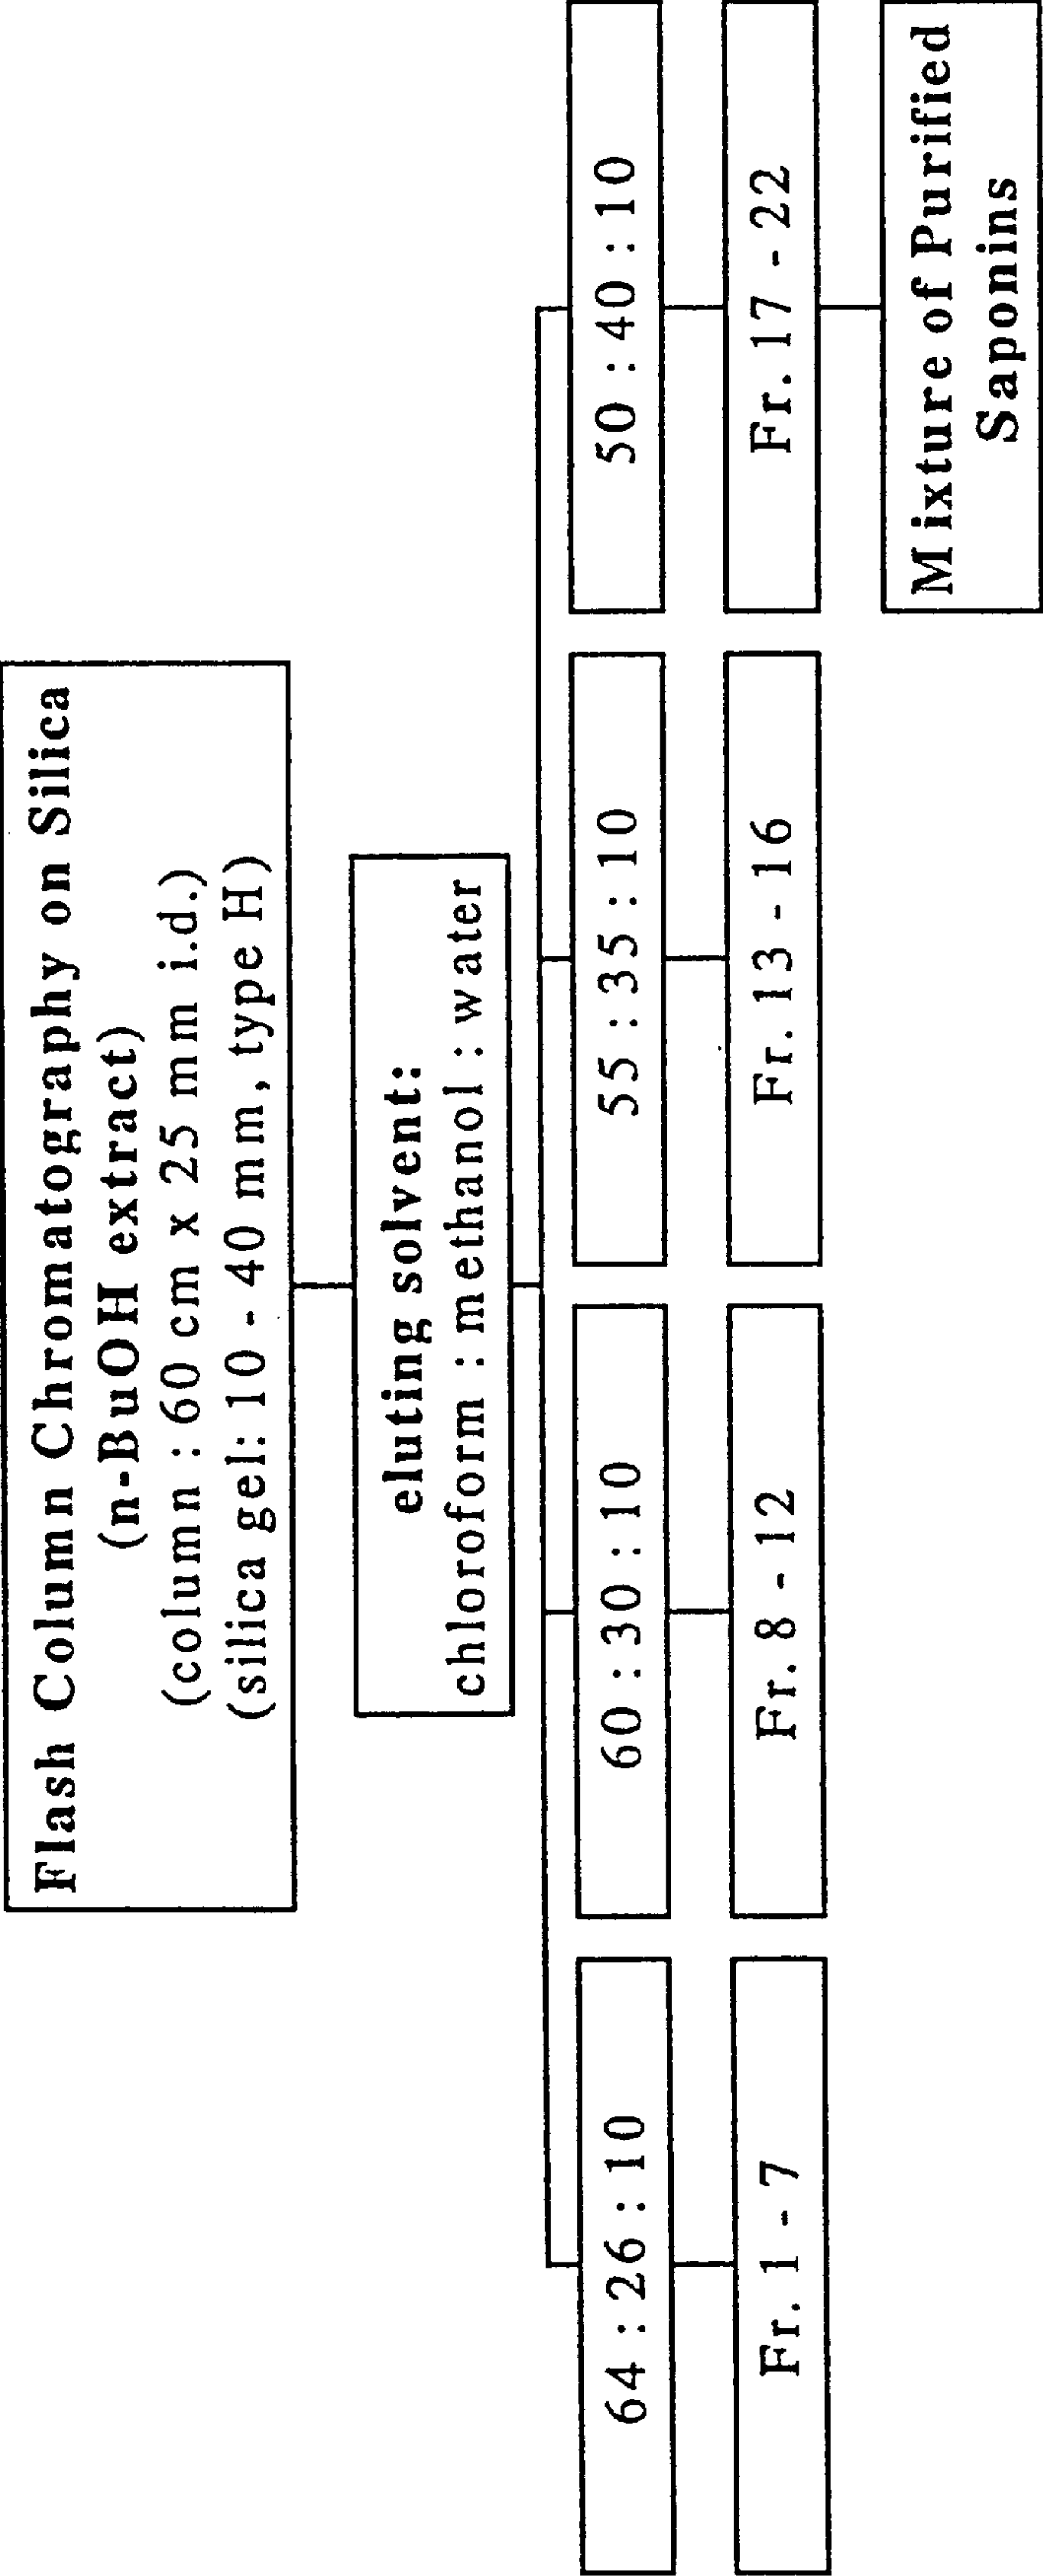 Flash Column Chromatography on Silica
(n-BuOH extract)
(column : 60 cm x 25 mm i.d.)
(silica gel: 10 - 40 mm, type H)
eluting solvent:
chloroform : methanol : water
64 : 26 : 10
60 : 30 : 10
55 : 35 : 10
50 : 40 : 10
Fr. 1 - 7
Fr. 8 - 12
Fr. 13 - 16
Fr. 17 - 22
Mixture of Purified
Saponins